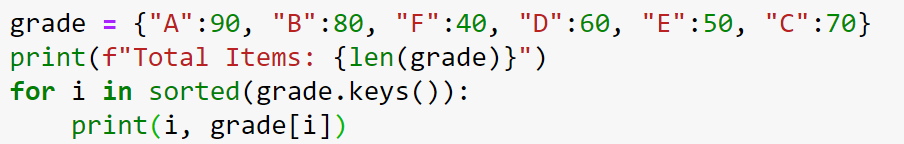 grade = {"A":90, "B":80, "F":40, "D":60, "E":50, "C":70}
print(f"Total Items: {len(grade)}")
for i in sorted(grade.keys()):
    print(i, grade[i])